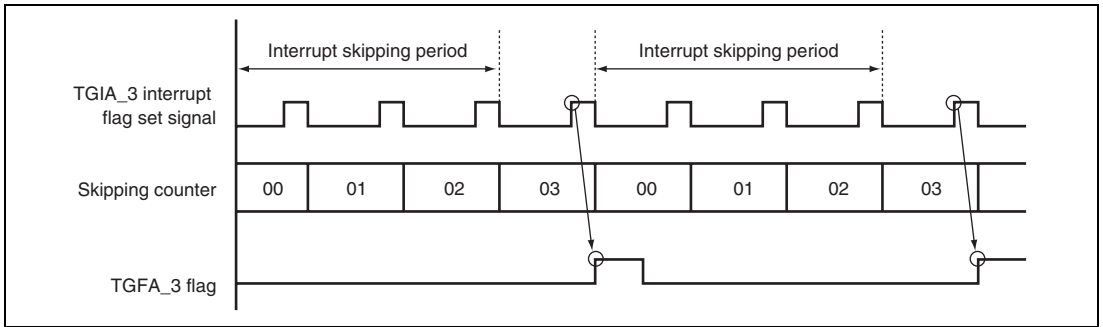 Interrupt skipping period
Interrupt skipping period
TGIA_3 interrupt
flag set signal
Skipping counter
00
01
02
03
00
01
02
03
TGFA_3 flag